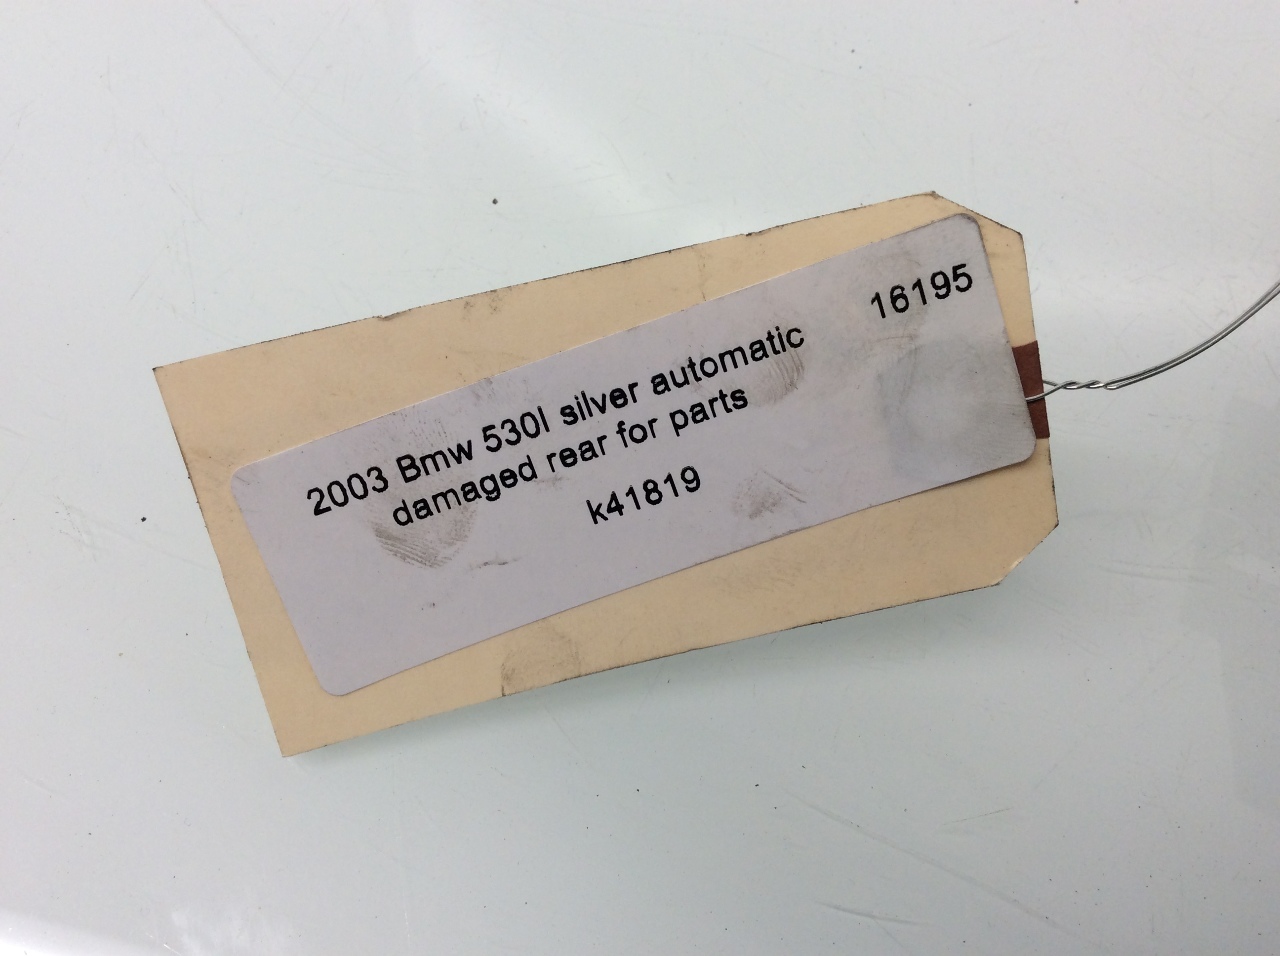 16195
2003 Bmw 530I silver automatic
damaged rear for parts
k41819